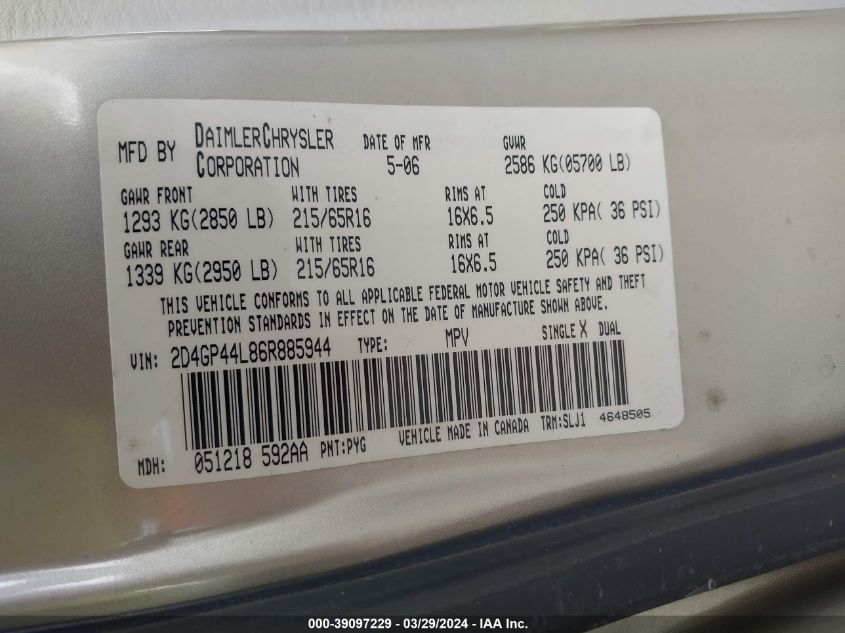 MFD BY DAIMLERCHRYSLER CORPORATION DATE OF MFR 5-06 GVWR 2586 KG(05700 LB)
GAWR FRONT WITH TIRES RIMS AT COLD
1293 KG(2850 LB) 215/65R16 16X6.5 250 KPA( 36 PSI)
GAWR REAR WITH TIRES RIMS AT COLD
1339 KG(2950 LB) 215/65R16 16X6.5 250 KPA( 36 PSI)
THIS VEHICLE CONFORMS TO ALL APPLICABLE FEDERAL MOTOR VEHICLE SAFETY AND THEFT
PREVENTION STANDARDS IN EFFECT ON THE DATE OF MANUFACTURE SHOWN ABOVE.
VIN: 2D4GP44L86R885944 TYPE: MPV SINGLE X DUAL
MDH: 051218 592AA PNT:PYG VEHICLE MADE IN CANADA TRM:SLJ1 4648505
000-39097229 - 03/29/2024 - IAA Inc.